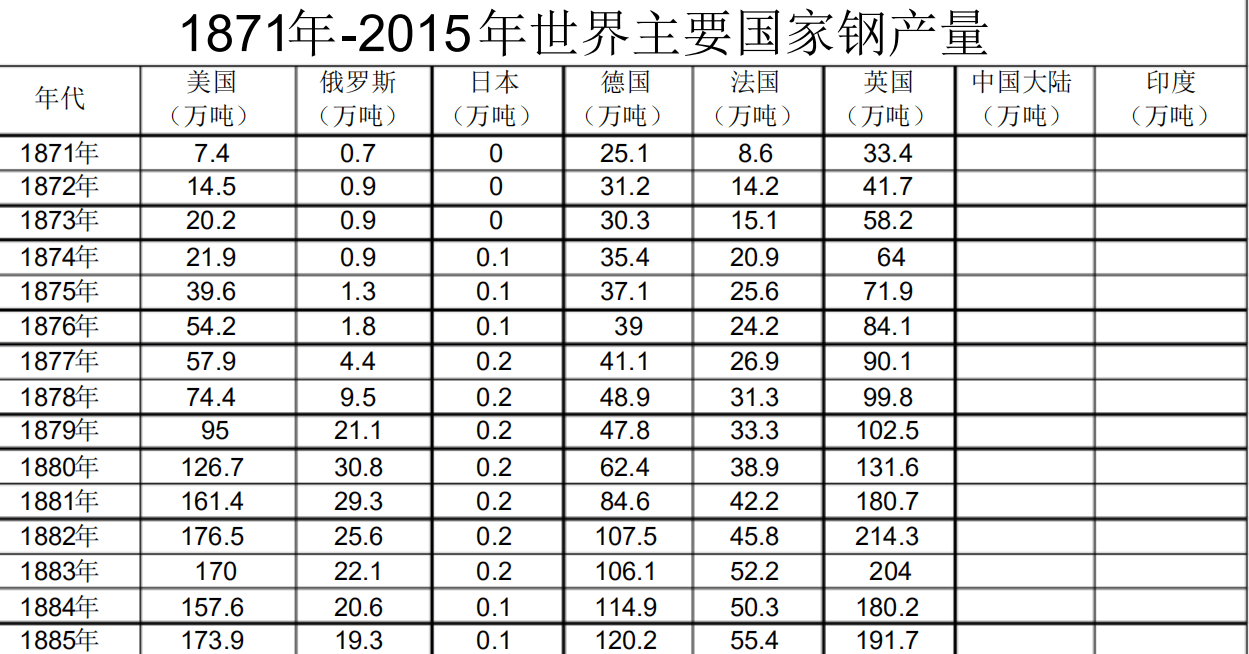 1871年-2015年世界主要国家钢产量
年代 美国（万吨） 俄罗斯（万吨） 日本（万吨） 德国（万吨） 法国（万吨） 英国（万吨） 中国大陆（万吨） 印度（万吨）
1871年 7.4 0.7 0 25.1 8.6 33.4
1872年 14.5 0.9 0 31.2 14.2 41.7
1873年 20.2 0.9 0 30.3 15.1 58.2
1874年 21.9 0.9 0.1 35.4 20.9 64
1875年 39.6 1.3 0.1 37.1 25.6 71.9
1876年 54.2 1.8 0.1 39 24.2 84.1
1877年 57.9 4.4 0.2 41.1 26.9 90.1
1878年 74.4 9.5 0.2 48.9 31.3 99.8
1879年 95 21.1 0.2 47.8 33.3 102.5
1880年 126.7 30.8 0.2 62.4 38.9 131.6
1881年 161.4 29.3 0.2 84.6 42.2 180.7
1882年 176.5 25.6 0.2 107.5 45.8 214.3
1883年 170 22.1 0.2 106.1 52.2 204
1884年 157.6 20.6 0.1 114.9 50.3 180.2
1885年 173.9 19.3 0.1 120.2 55.4 191.7